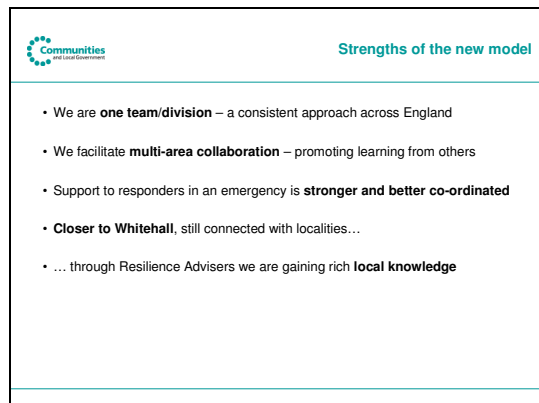 Communities
and Local Government
Strengths of the new model
• We are one team/division – a consistent approach across England
• We facilitate multi-area collaboration – promoting learning from others
• Support to responders in an emergency is stronger and better co-ordinated
• Closer to Whitehall, still connected with localities…
• … through Resilience Advisers we are gaining rich local knowledge